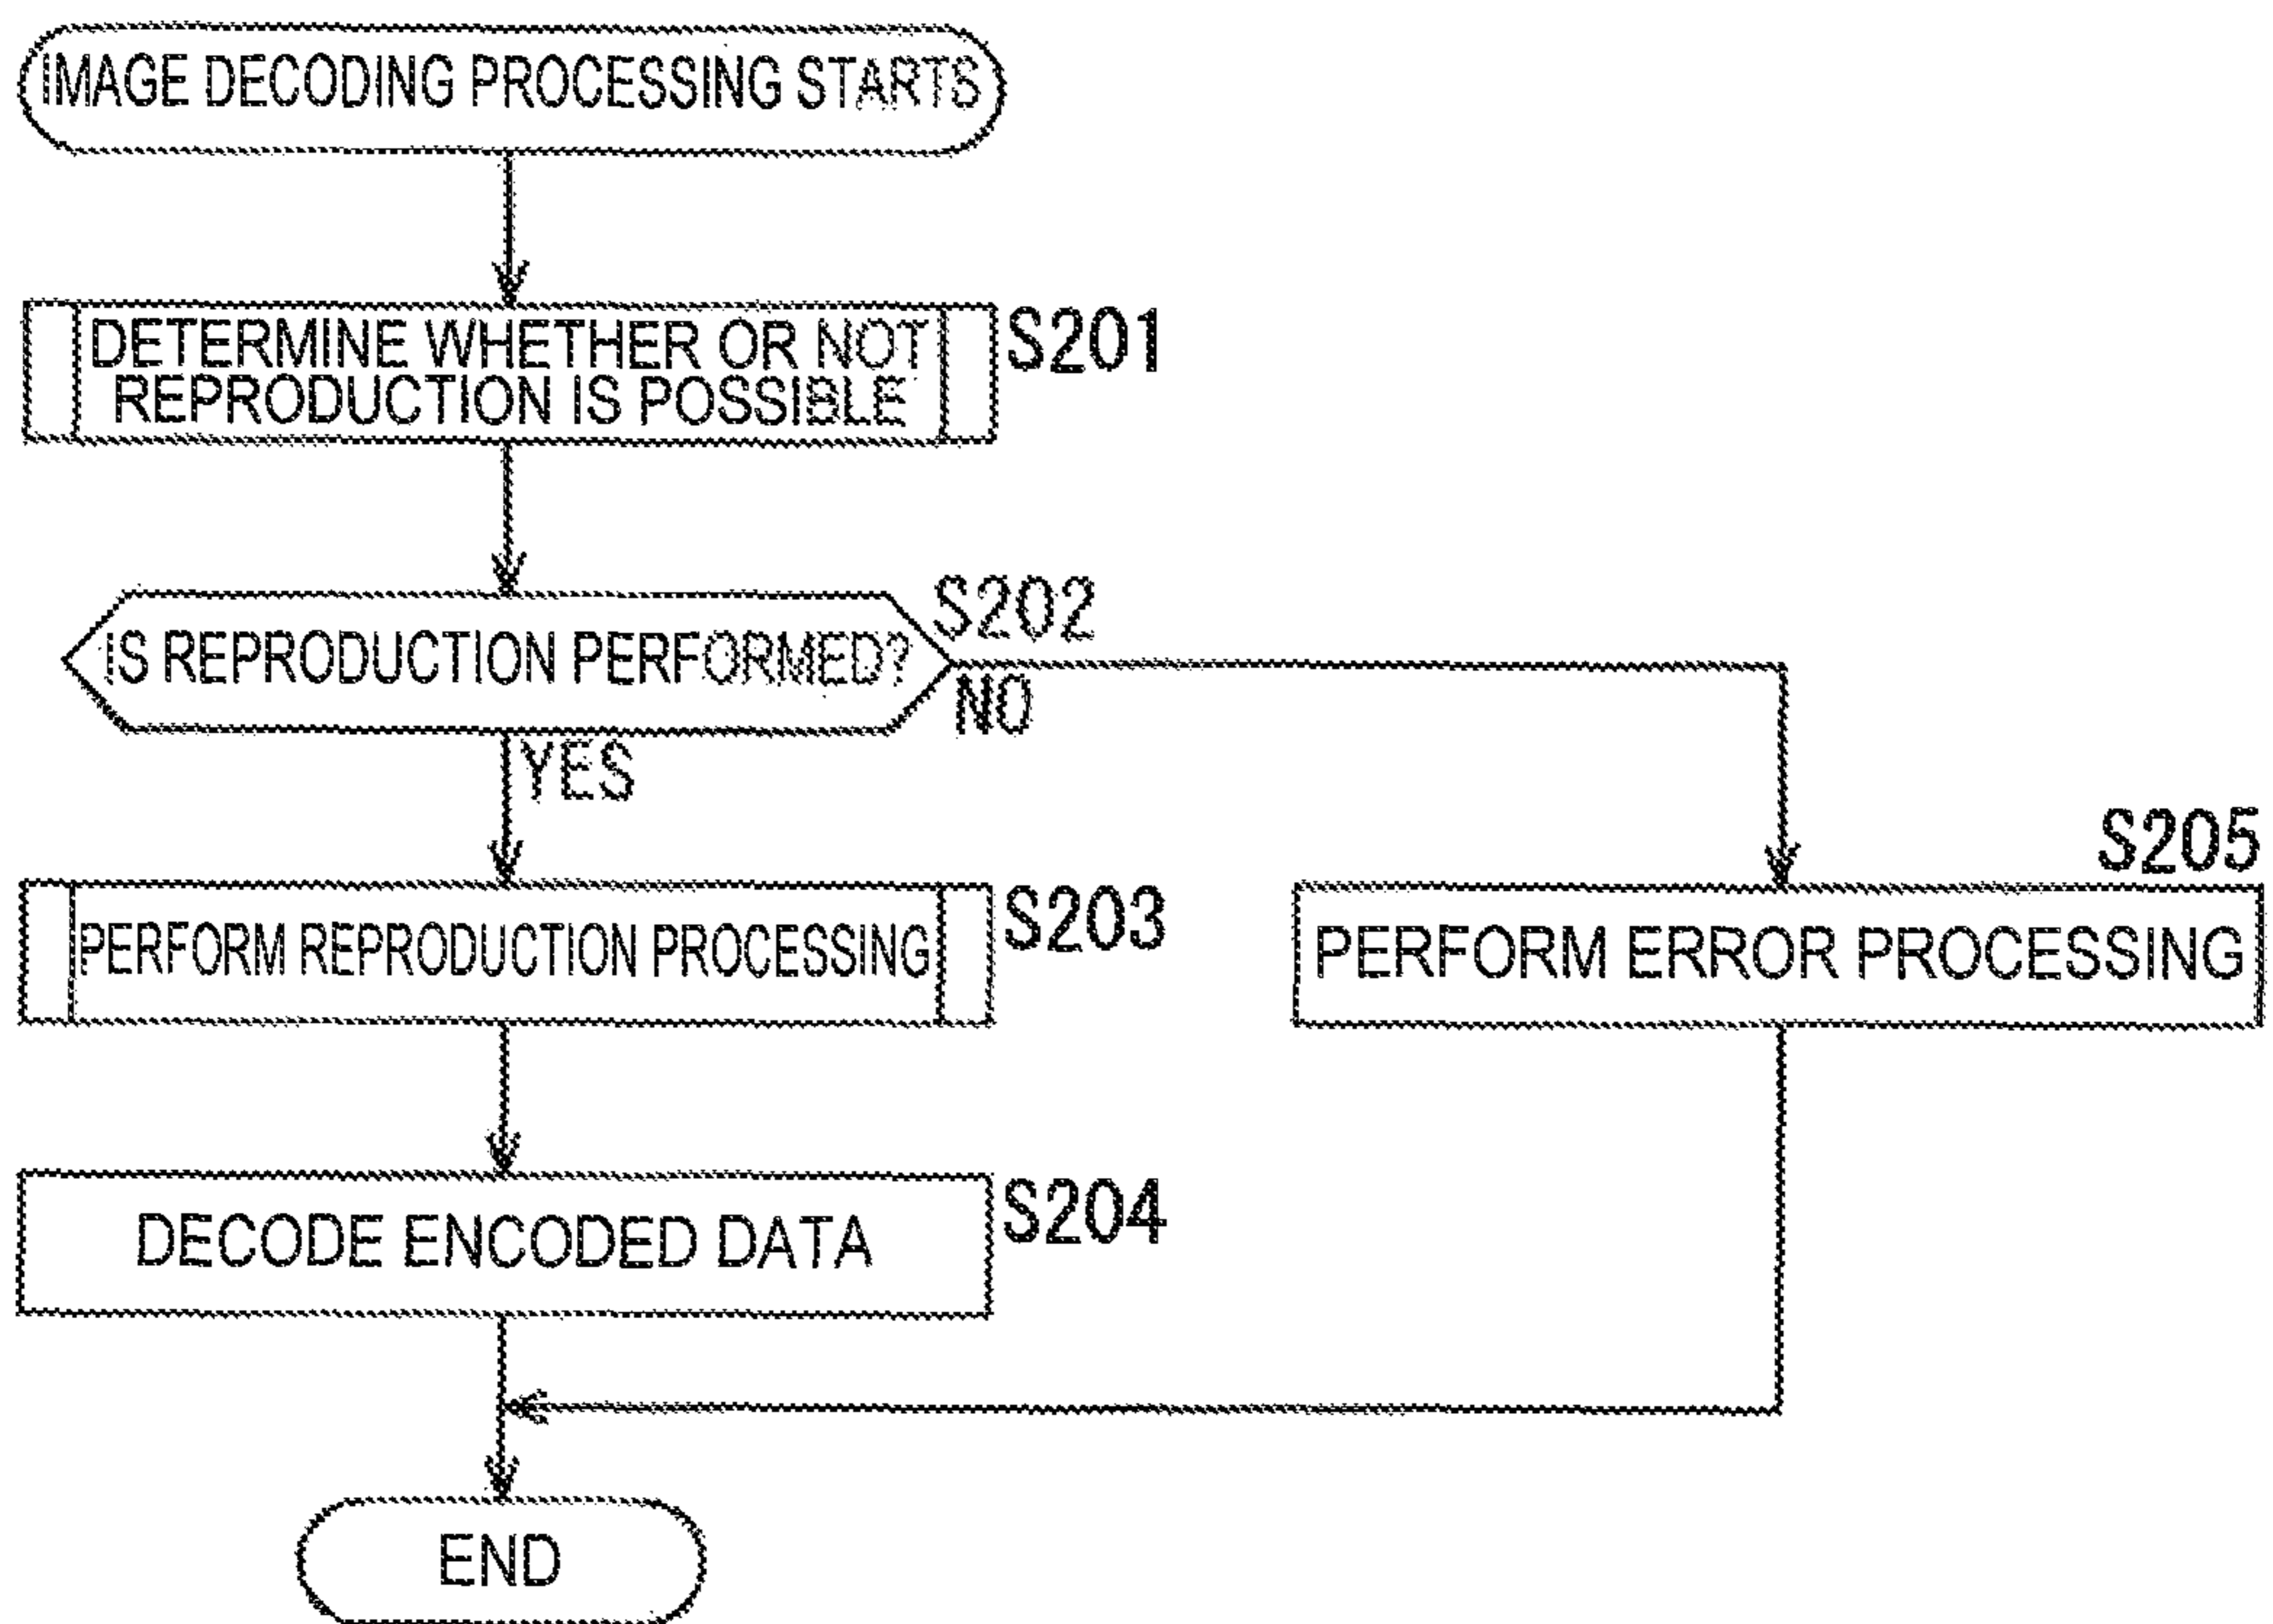 IMAGE DECODING PROCESSING STARTS
DETERMINE WHETHER OR NOT
REPRODUCTION IS POSSIBLE
S201
IS REPRODUCTION PERFORMED?
S202
NO
YES
PERFORM REPRODUCTION PROCESSING
S203
S205
PERFORM ERROR PROCESSING
DECODE ENCODED DATA
S204
END